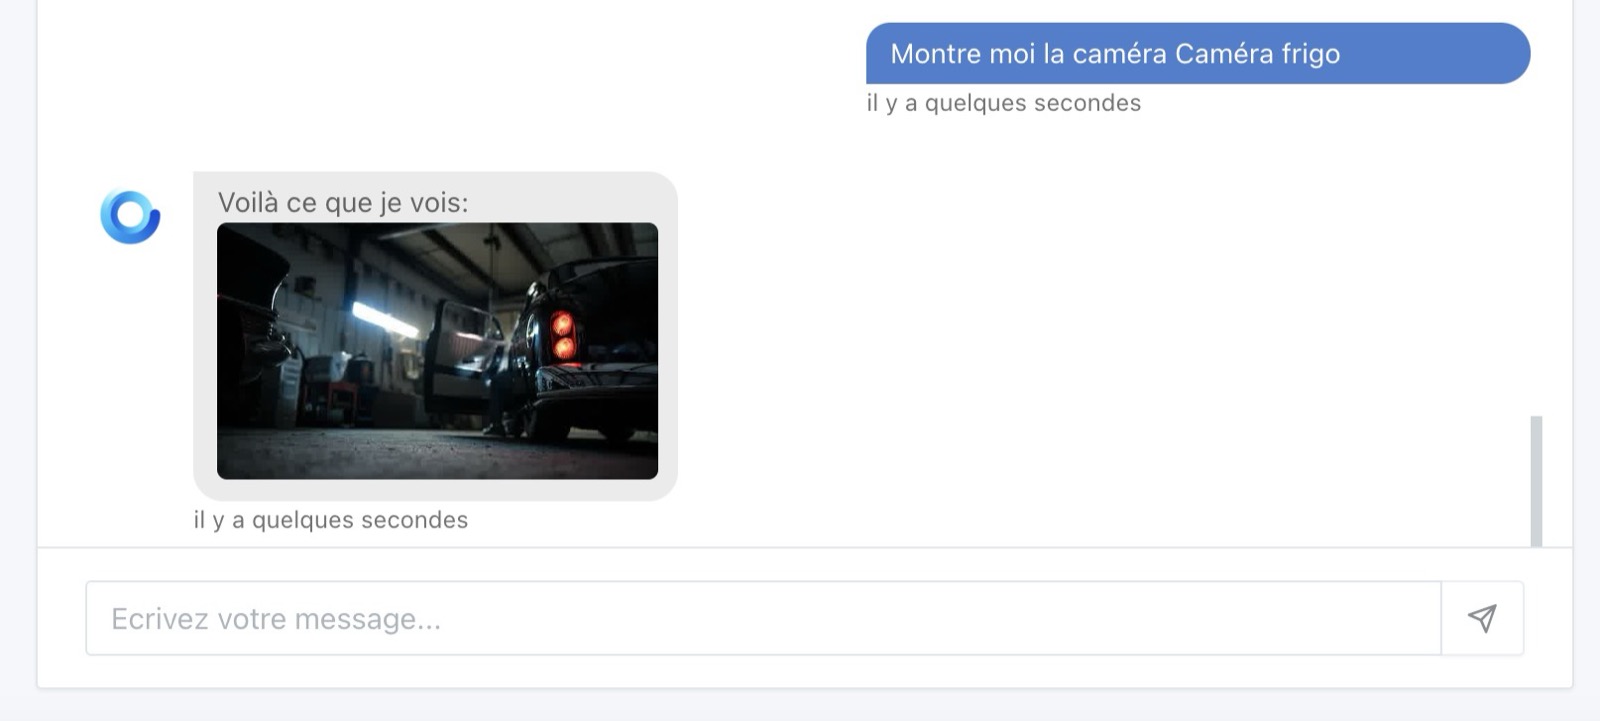 Montre moi la caméra Caméra frigo
il y a quelques secondes
Voilà ce que je vois:
il y a quelques secondes
Ecrivez votre message...